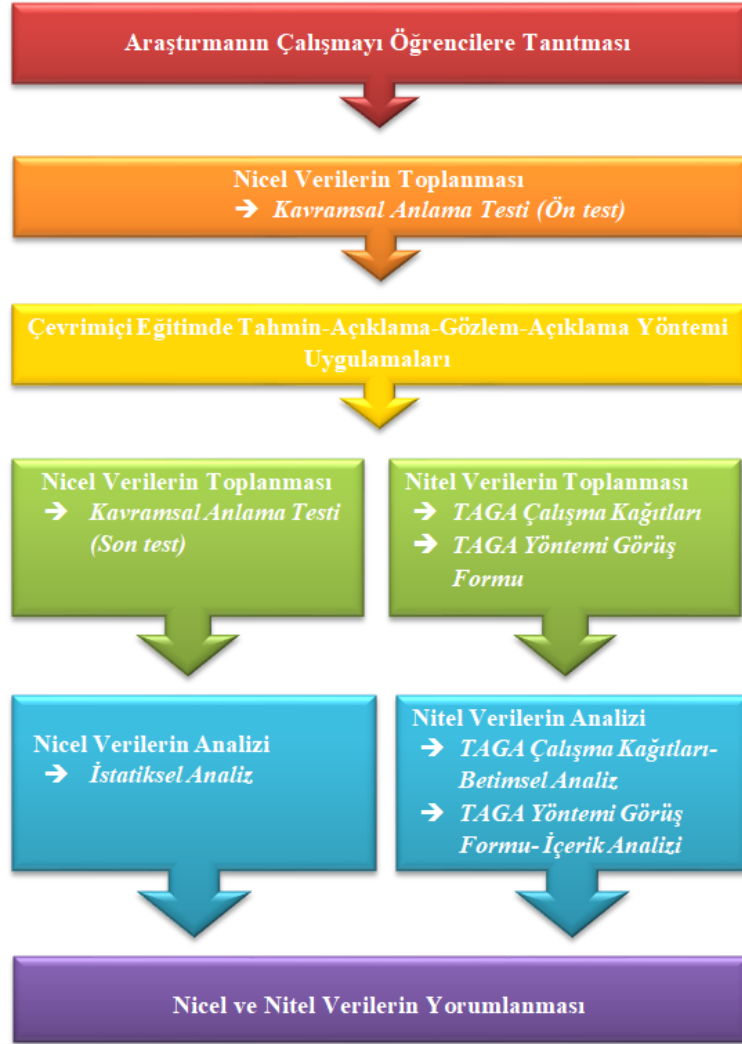 Araştırmanın Çalışmayı Öğrencilere Tanıtması
Nicel Verilerin Toplanması
➔ Kavramsal Anlama Testi (Ön test)
Çevrimiçi Eğitimde Tahmin-Açıklama-Gözlem-Açıklama Yöntemi
Uygulamaları
Nicel Verilerin Toplanması
➔ Kavramsal Anlama Testi
(Son test)
Nitel Verilerin Toplanması
➔ TAGA Çalışma Kağıtları
➔ TAGA Yöntemi Görüş
Formu
Nicel Verilerin Analizi
➔ İstatiksel Analiz
Nitel Verilerin Analizi
➔ TAGA Çalışma Kağıtları-
Betimsel Analiz
➔ TAGA Yöntemi Görüş
Formu- İçerik Analizi
Nicel ve Nitel Verilerin Yorumlanması